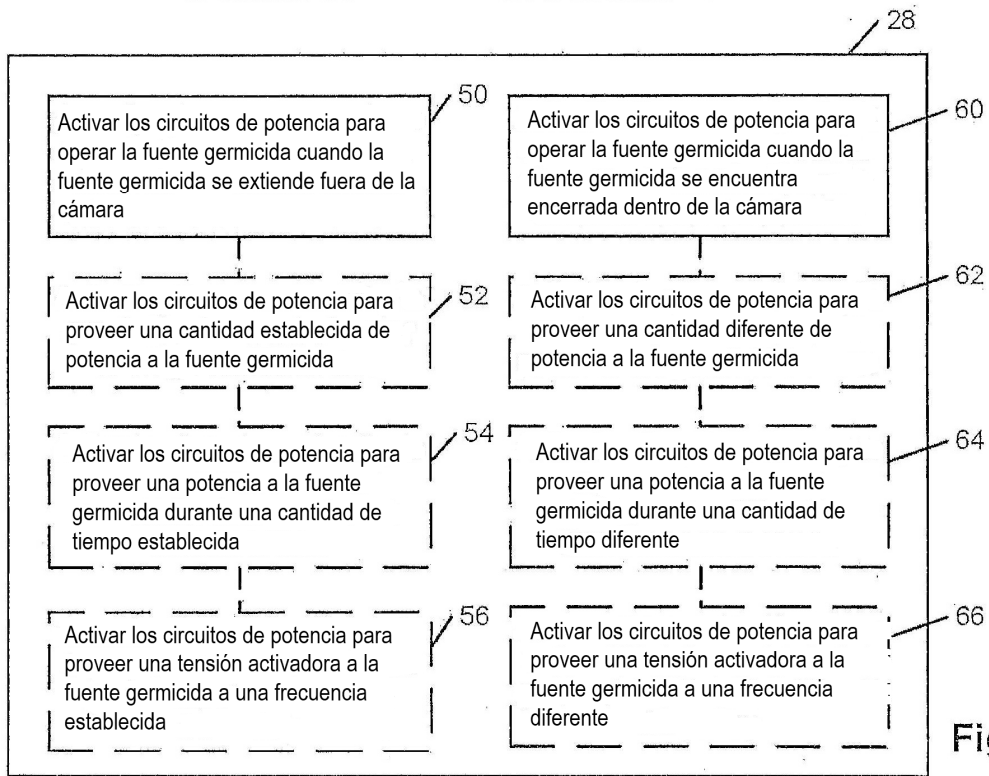 28
50
Activar los circuitos de potencia para
operar la fuente germicida cuando la
fuente germicida se extiende fuera de la
cámara
60
Activar los circuitos de potencia para
operar la fuente germicida cuando la
fuente germicida se encuentra
encerrada dentro de la cámara
52
Activar los circuitos de potencia para
proveer una cantidad establecida de
potencia a la fuente germicida
62
Activar los circuitos de potencia para
proveer una cantidad diferente de
potencia a la fuente germicida
54
Activar los circuitos de potencia para
proveer una potencia a la fuente
germicida durante una cantidad de
tiempo establecida
64
Activar los circuitos de potencia para
proveer una potencia a la fuente
germicida durante una cantidad de
tiempo diferente
56
Activar los circuitos de potencia para
proveer una tensión activadora a la
fuente germicida a una frecuencia
establecida
66
Activar los circuitos de potencia para
proveer una tensión activadora a la
fuente germicida a una frecuencia
diferente